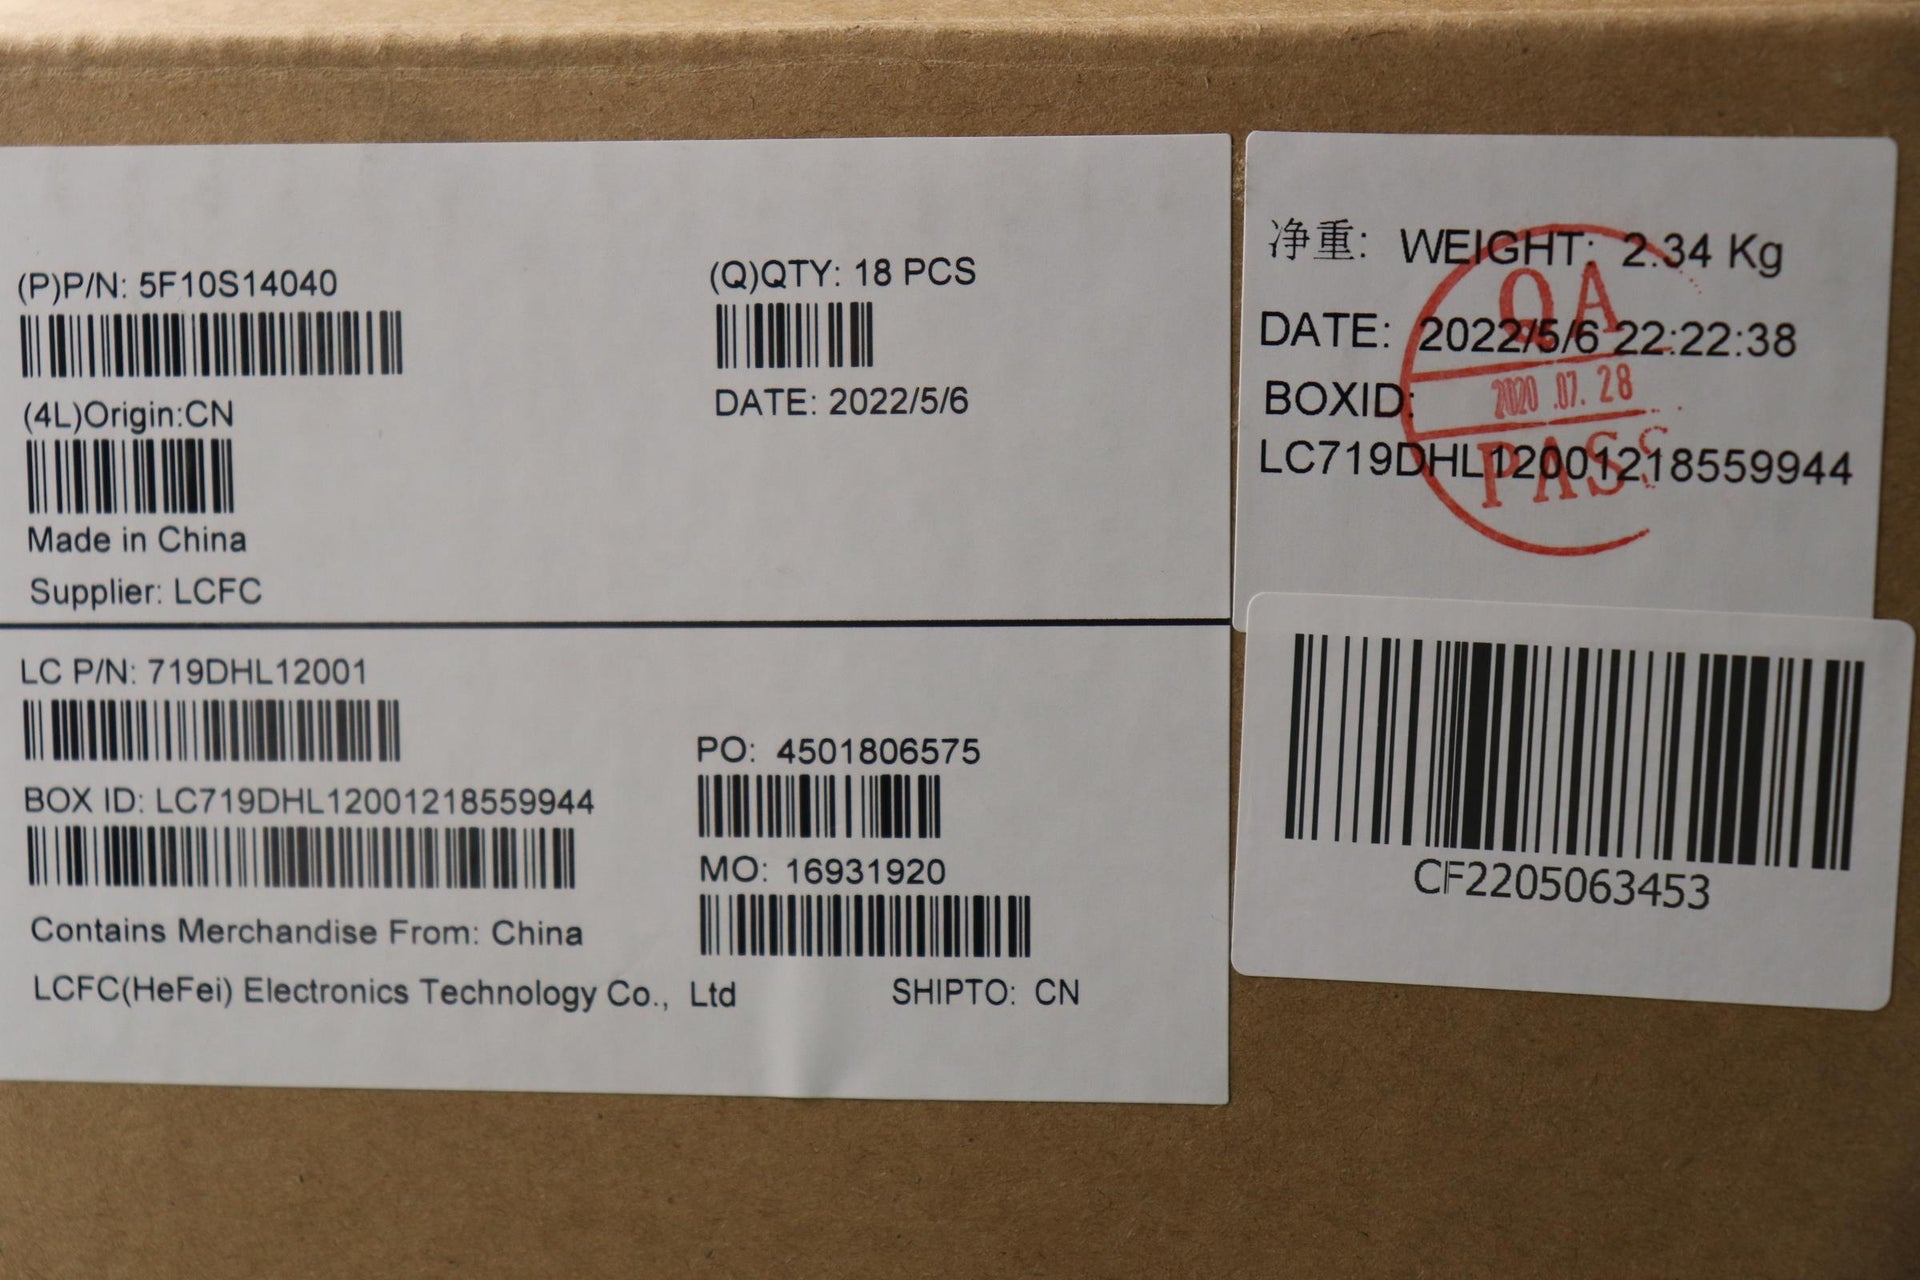 (P)P/N: 5F10S14040
(Q)QTY: 18 PCS
(4L)Origin:CN
DATE: 2022/5/6
Made in China
Supplier: LCFC
LC P/N: 719DHL12001
BOX ID: LC719DHL12001218559944
PO: 4501806575
MO: 16931920
Contains Merchandise From: China
LCFC(HeFei) Electronics Technology Co., Ltd
SHIPTO: CN
净重: WEIGHT: 2.34 Kg
DATE: 2022/5/6 22:22:38
BOXID:
LC719DHL12001218559944
QA
2020.07.28
PASS
CF2205063453